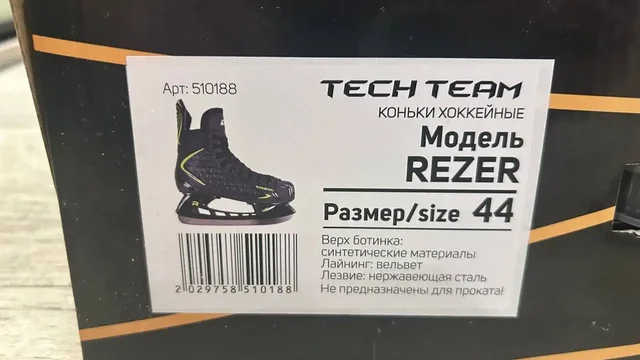 Арт: 510188
TECH TEAM
КОНЬКИ ХОККЕЙНЫЕ
Модель
REZER
Размер/size 44
Верх ботинка:
синтетические материалы
Лайнинг: вельвет
Лезвие: нержавеющая сталь
Не предназначены для проката!
2 029758 510188